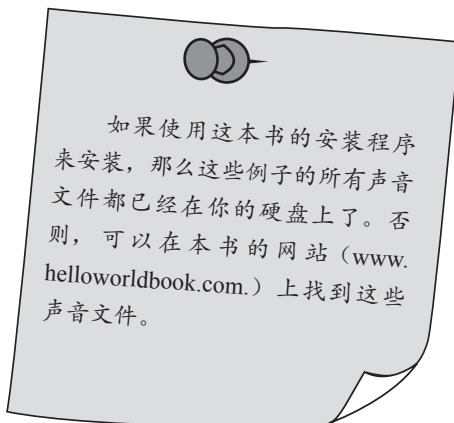 如果使用这本书的安装程序
来安装，那么这些例子的所有声音
文件都已经在你的硬盘上了。否
则，可以在本书的网站（www.
helloworldbook.com.）上找到这些
声音文件。